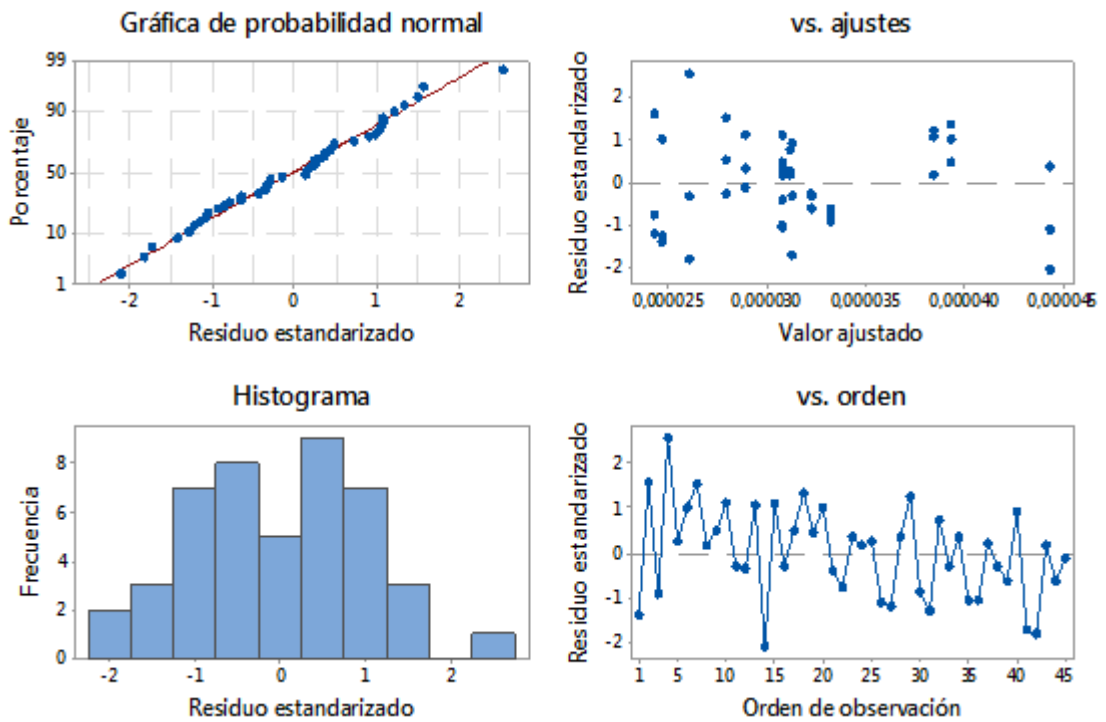 Gráfica de probabilidad normal
Porcentaje
99
90
50
10
1
-2 -1 0 1 2
Residuo estandarizado
vs. ajustes
Residuo estandarizado
2
1
0
-1
-2
0,000025 0,000030 0,000035 0,000040 0,000045
Valor ajustado
Histograma
Frecuencia
8
6
4
2
0
-2 -1 0 1 2
Residuo estandarizado
vs. orden
Residuo estandarizado
2
1
0
-1
-2
1 5 10 15 20 25 30 35 40 45
Orden de observación